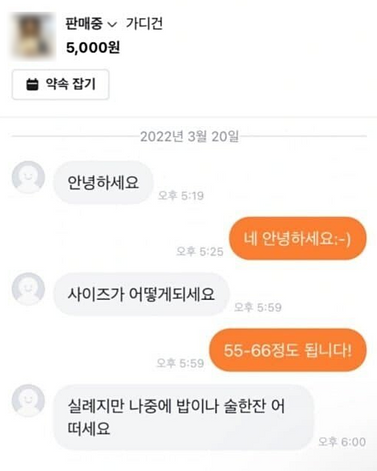 판매중 가디건
5,000원
약속 잡기
2022년 3월 20일
안녕하세요
오후 5:19
네 안녕하세요:-)
오후 5:25
사이즈가 어떻게되세요
오후 5:59
55-66정도 됩니다!
오후 5:59
실례지만 나중에 밥이나 술한잔 어
떠세요
오후 6:00